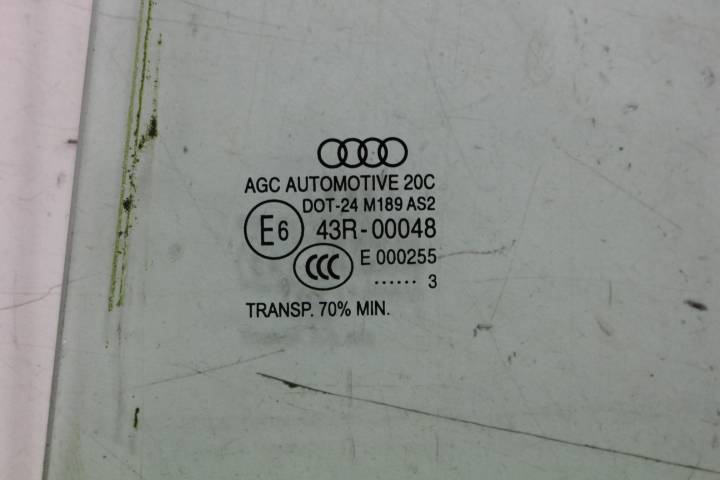 AGC AUTOMOTIVE 20C
DOT-24 M189 AS2
E6 43R-00048
CCC E 000255
...... 3
TRANSP. 70% MIN.